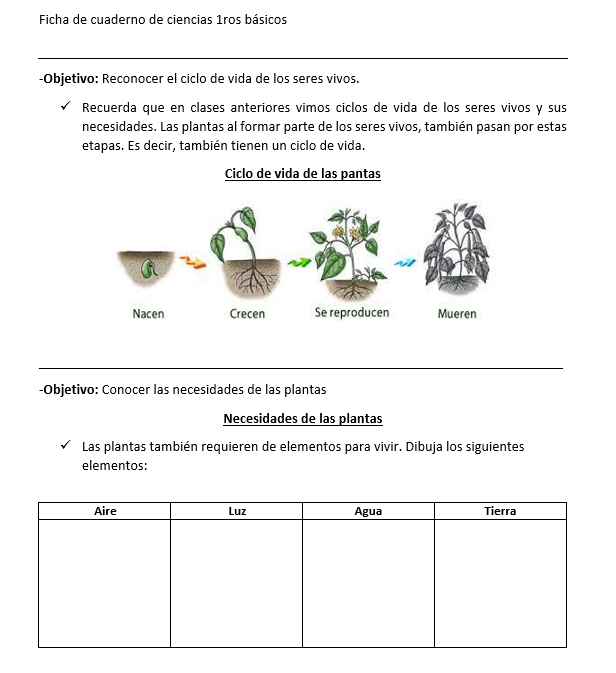 Ficha de cuaderno de ciencias 1ros básicos
-Objetivo: Reconocer el ciclo de vida de los seres vivos.
✓ Recuerda que en clases anteriores vimos ciclos de vida de los seres vivos y sus
necesidades. Las plantas al formar parte de los seres vivos, también pasan por estas
etapas. Es decir, también tienen un ciclo de vida.
Ciclo de vida de las pantas
Nacen Crecen Se reproducen Mueren
-Objetivo: Conocer las necesidades de las plantas
Necesidades de las plantas
✓ Las plantas también requieren de elementos para vivir. Dibuja los siguientes
elementos:
Aire Luz Agua Tierra